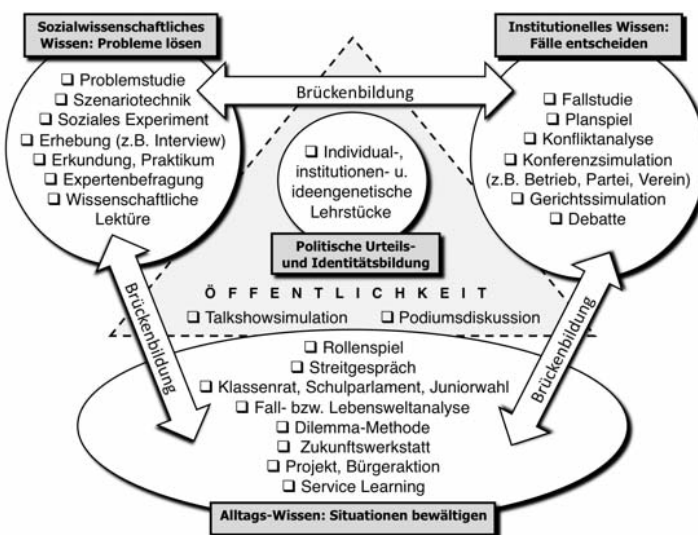 Sozialwissenschaftliches
Wissen: Probleme lösen
❑ Problemstudie
❑ Szenariotechnik
❑ Soziales Experiment
❑ Erhebung (z.B. Interview)
❑ Erkundung, Praktikum
❑ Expertenbefragung
❑ Wissenschaftliche
Lektüre
Brückenbildung
Institutionelles Wissen:
Fälle entscheiden
❑ Fallstudie
❑ Planspiel
❑ Konfliktanalyse
❑ Konferenzsimulation
(z.B. Betrieb, Partei, Verein)
❑ Gerichtssimulation
❑ Debatte
❑ Individual-,
institutionen- u.
ideengenetische
Lehrstücke
Politische Urteils-
und Identitätsbildung
ÖFFENTLICHKEIT
❑ Talkshowsimulation ❑ Podiumsdiskussion
Brückenbildung
Brückenbildung
❑ Rollenspiel
❑ Streitgespräch
❑ Klassenrat, Schulparlament, Juniorwahl
❑ Fall- bzw. Lebensweltanalyse
❑ Dilemma-Methode
❑ Zukunftswerkstatt
❑ Projekt, Bürgeraktion
❑ Service Learning
Alltags-Wissen: Situationen bewältigen